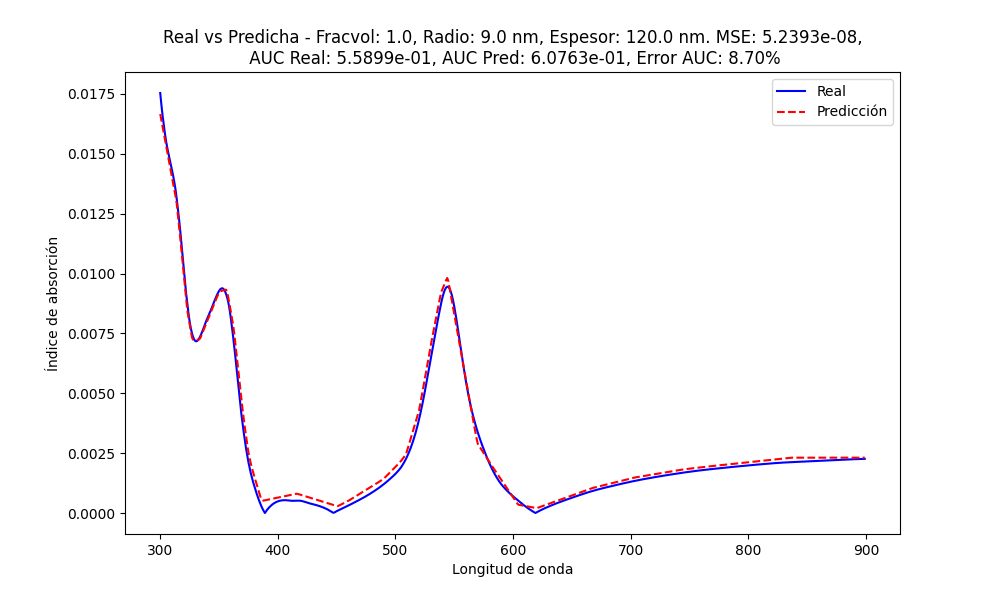 Real vs Predicha - Fracvol: 1.0, Radio: 9.0 nm, Espesor: 120.0 nm. MSE: 5.2393e-08,
AUC Real: 5.5899e-01, AUC Pred: 6.0763e-01, Error AUC: 8.70%
Real
Predicción
Índice de absorción
0.0175
0.0150
0.0125
0.0100
0.0075
0.0050
0.0025
0.0000
300 400 500 600 700 800 900
Longitud de onda